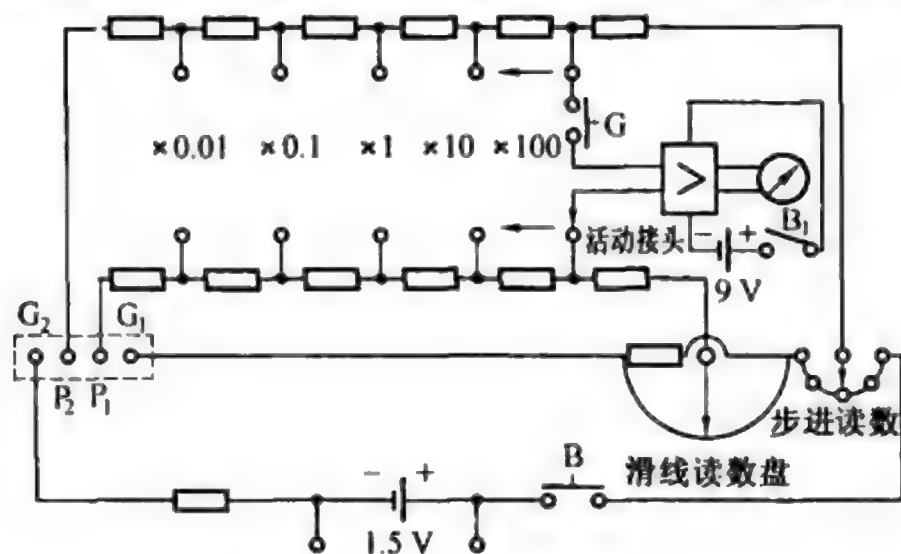 G
×0.01 ×0.1 ×1 ×10 ×100
>
B₁
活动接头 - +
9 V
G₂ G₁
P₂ P₁
步进读数
滑线读数盘
B
- +
1.5 V